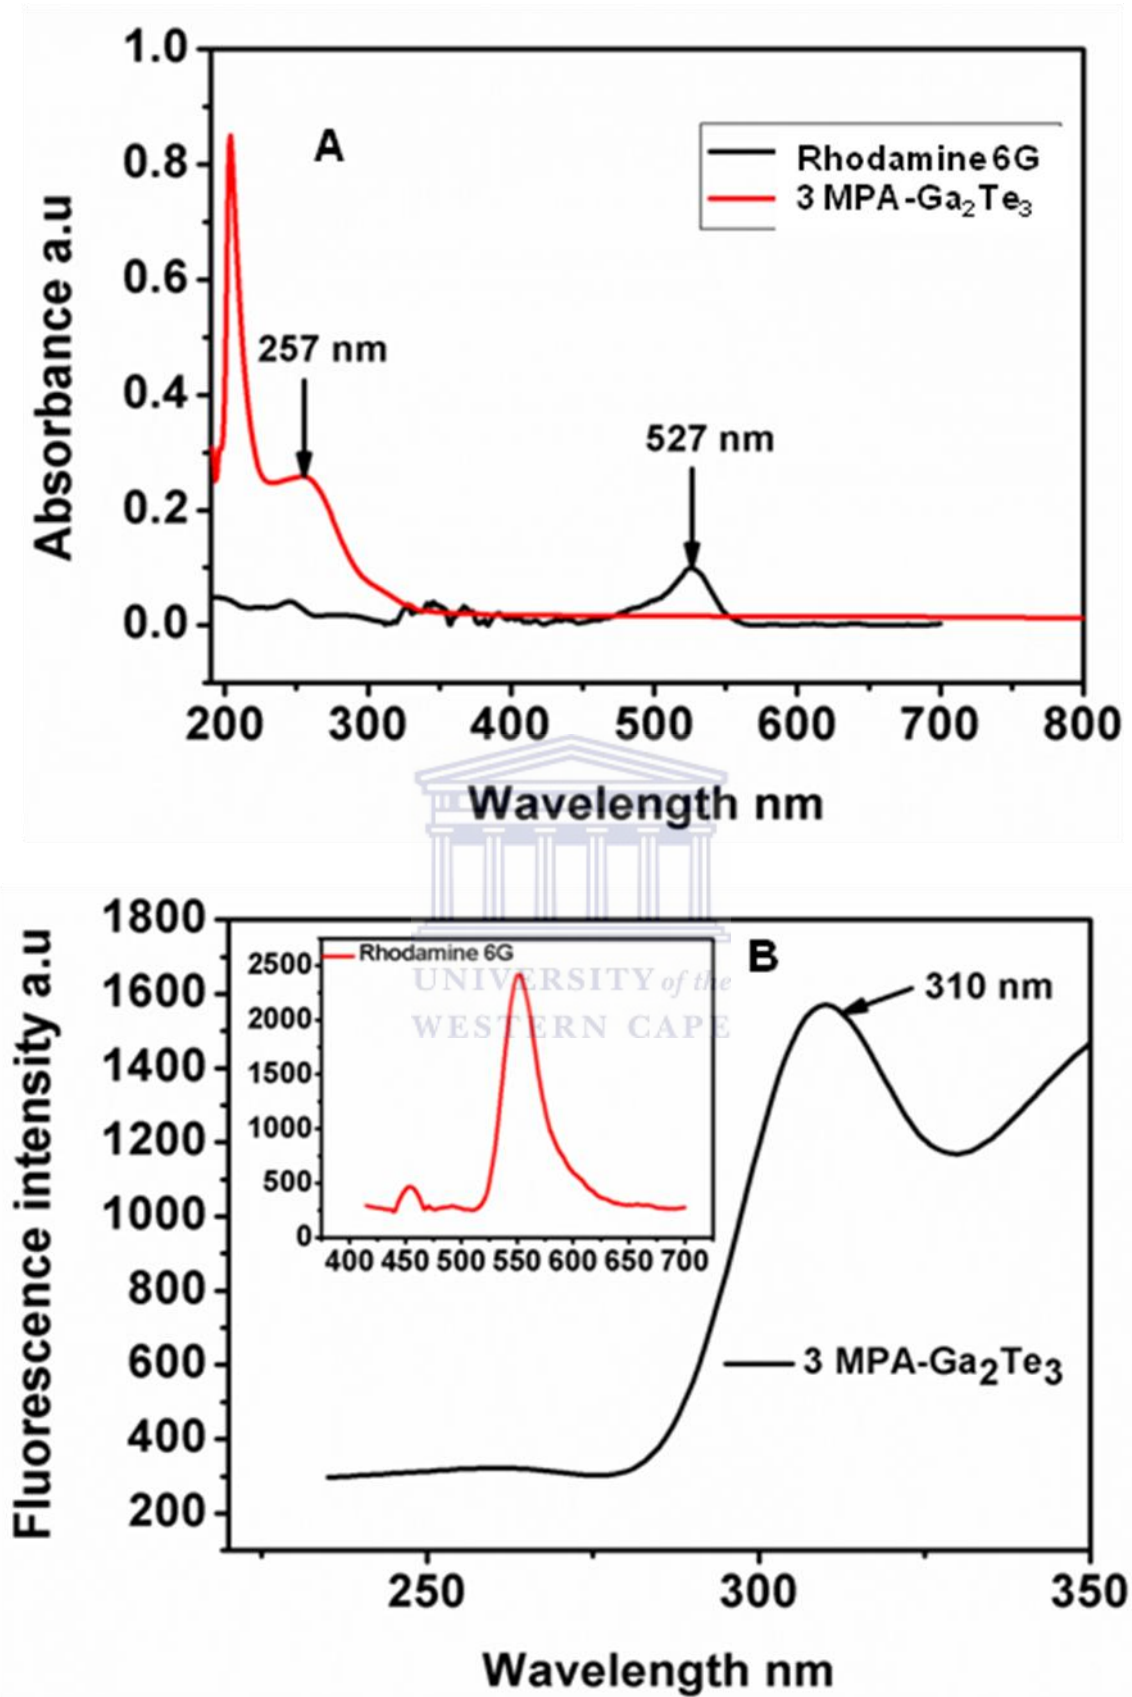 1.0
0.8
0.6
0.4
0.2
0.0
Absorbance a.u
A
Rhodamine 6G
3 MPA-Ga₂Te₃
257 nm
527 nm
200 300 400 500 600 700 800
Wavelength nm
UNIVERSITY of the
WESTERN CAPE
1800
1600
1400
1200
1000
800
600
400
200
Fluorescence intensity a.u
B
310 nm
Rhodamine 6G
2500
2000
1500
1000
500
0
400 450 500 550 600 650 700
3 MPA-Ga₂Te₃
250 300 350
Wavelength nm